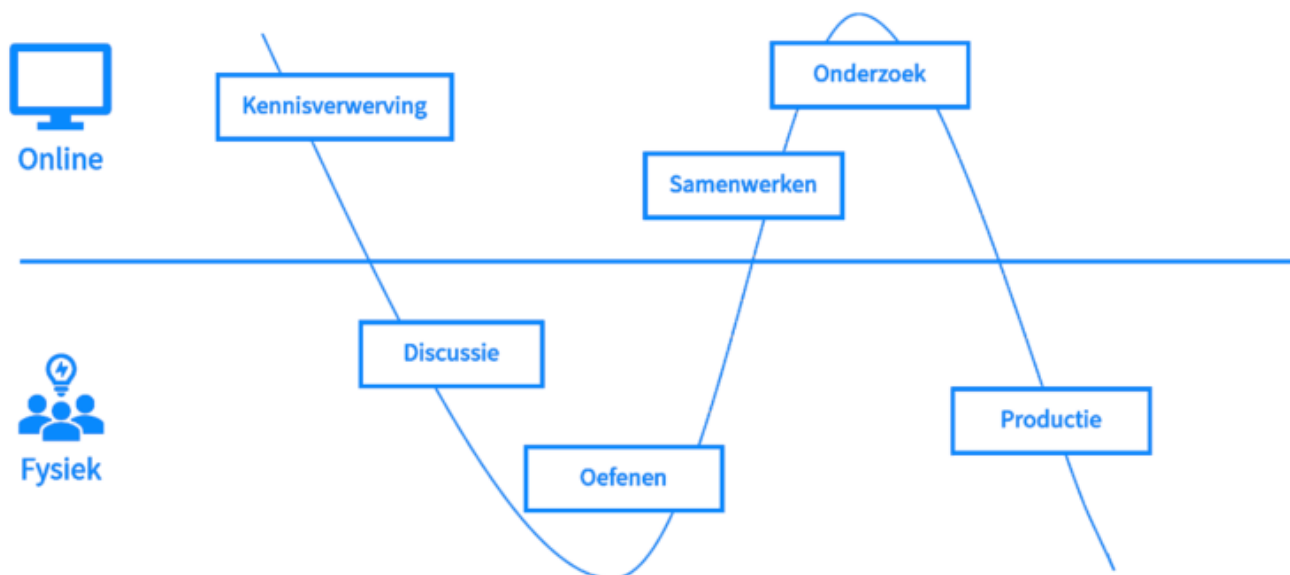 Online
Kennisverwerving
Onderzoek
Samenwerken
Fysiek
Discussie
Oefenen
Productie